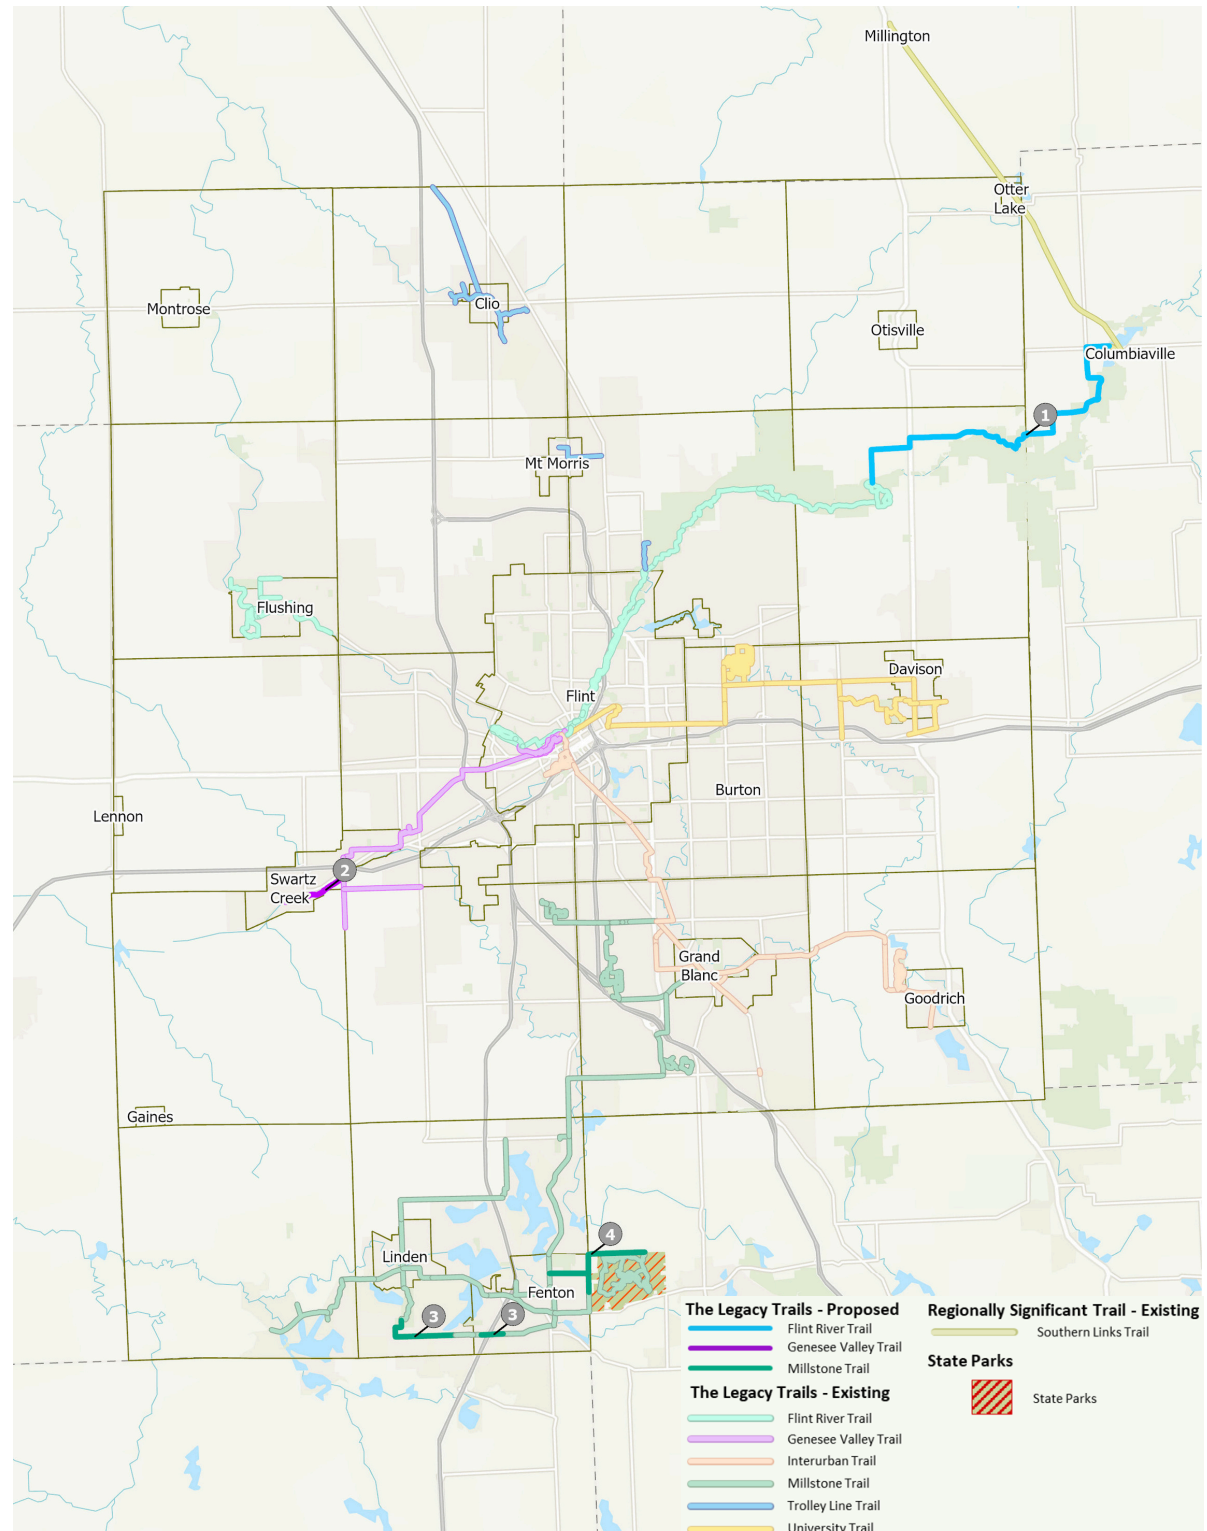 Millington
Otter
Lake
Montrose
Clio
Otisville
Columbiaville
1
Mt Morris
Flushing
Davison
Flint
Burton
Lennon
2
Swartz
Creek
Grand
Blanc
Goodrich
Gaines
4
Linden
Fenton
3
3
The Legacy Trails - Proposed
Flint River Trail
Genesee Valley Trail
Millstone Trail
The Legacy Trails - Existing
Flint River Trail
Genesee Valley Trail
Interurban Trail
Millstone Trail
Trolley Line Trail
University Trail
Regionally Significant Trail - Existing
Southern Links Trail
State Parks
State Parks